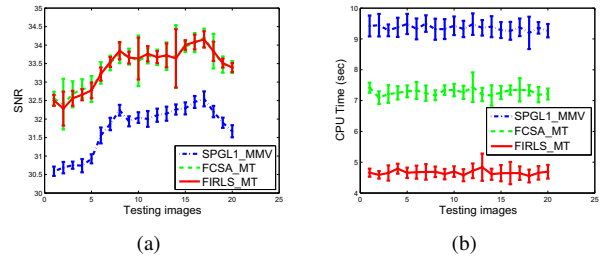 SNR
34.5
34
33.5
33
32.5
32
31.5
31
30.5
30
0 5 10 15 20 25
Testing images
SPGL1_MMV
FCSA_MT
FIRLS_MT
(a)
CPU Time (sec)
10
9
8
7
6
5
4
0 5 10 15 20 25
Testing images
SPGL1_MMV
FCSA_MT
FIRLS_MT
(b)